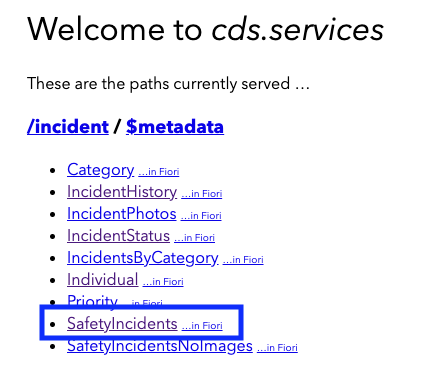 Welcome to cds.services
These are the paths currently served …
/incident / $metadata
Category ...in Fiori
IncidentHistory ...in Fiori
IncidentPhotos ...in Fiori
IncidentStatus ...in Fiori
IncidentsByCategory ...in Fiori
Individual ...in Fiori
Priority ...in Fiori
SafetyIncidents ...in Fiori
SafetyIncidentsNoImages ...in Fiori